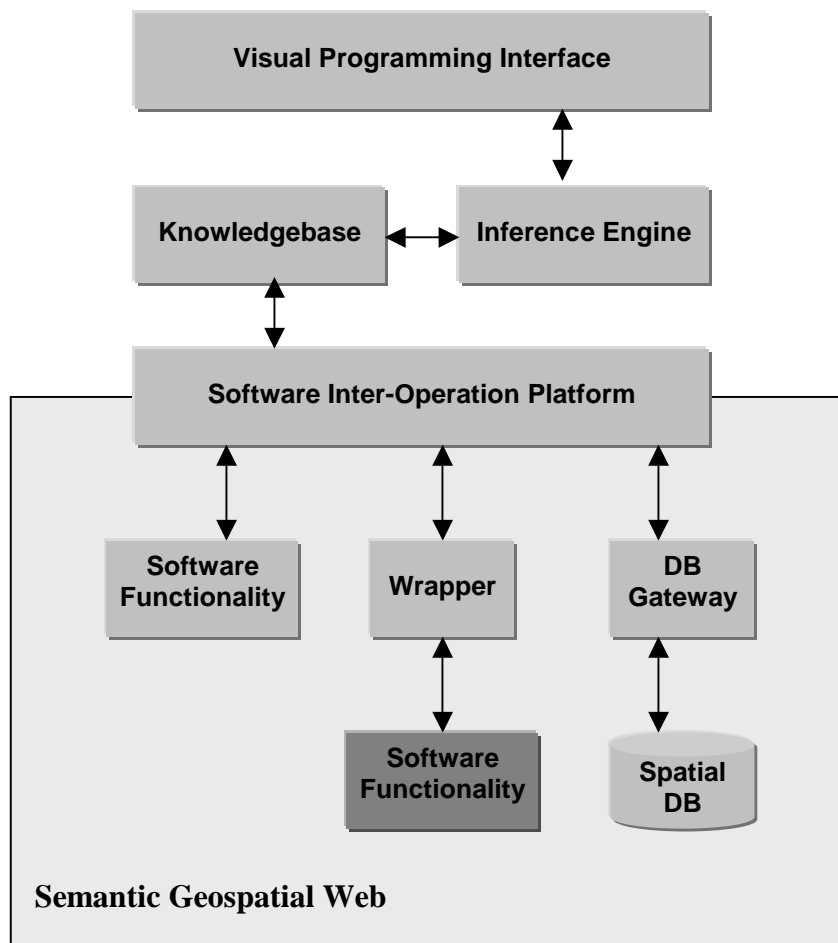 Visual Programming Interface
Knowledgebase
Inference Engine
Software Inter-Operation Platform
Software
Functionality
Wrapper
DB
Gateway
Software
Functionality
Spatial
DB
Semantic Geospatial Web